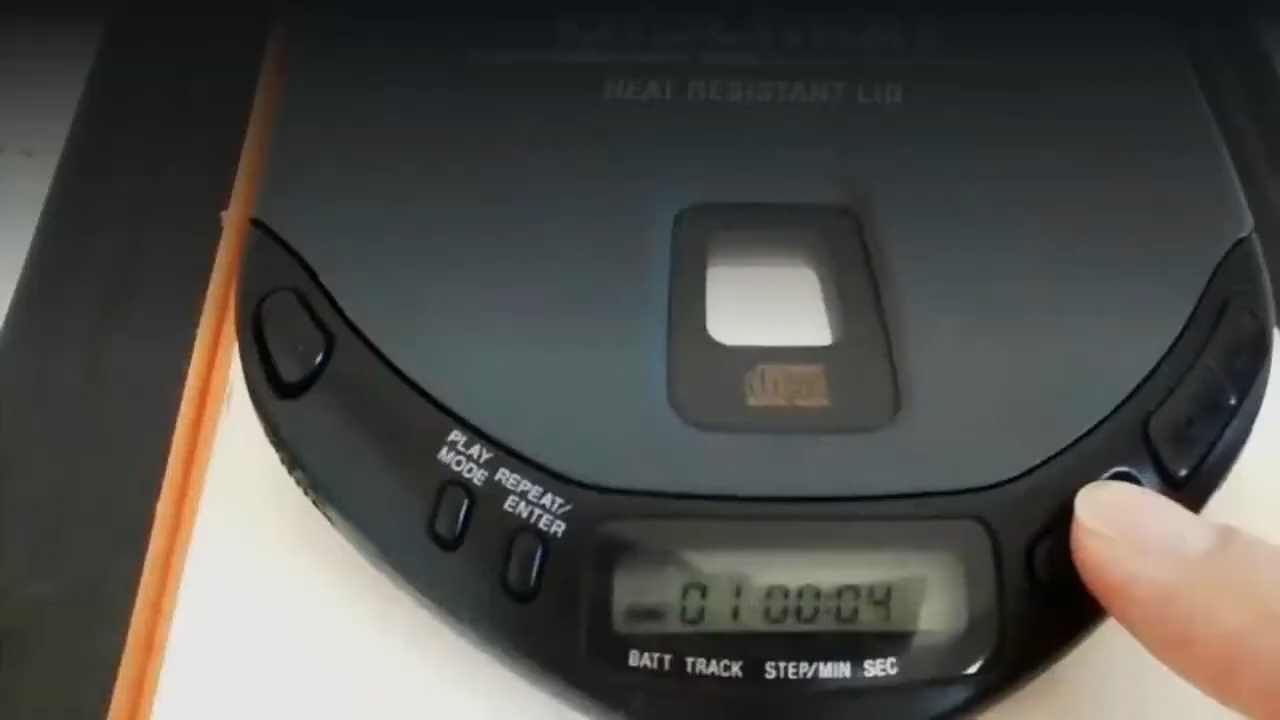 HEAT RESISTANT LID
PLAY
MODE
REPEAT/
ENTER
01 00:04
BATT TRACK STEP/MIN SEC